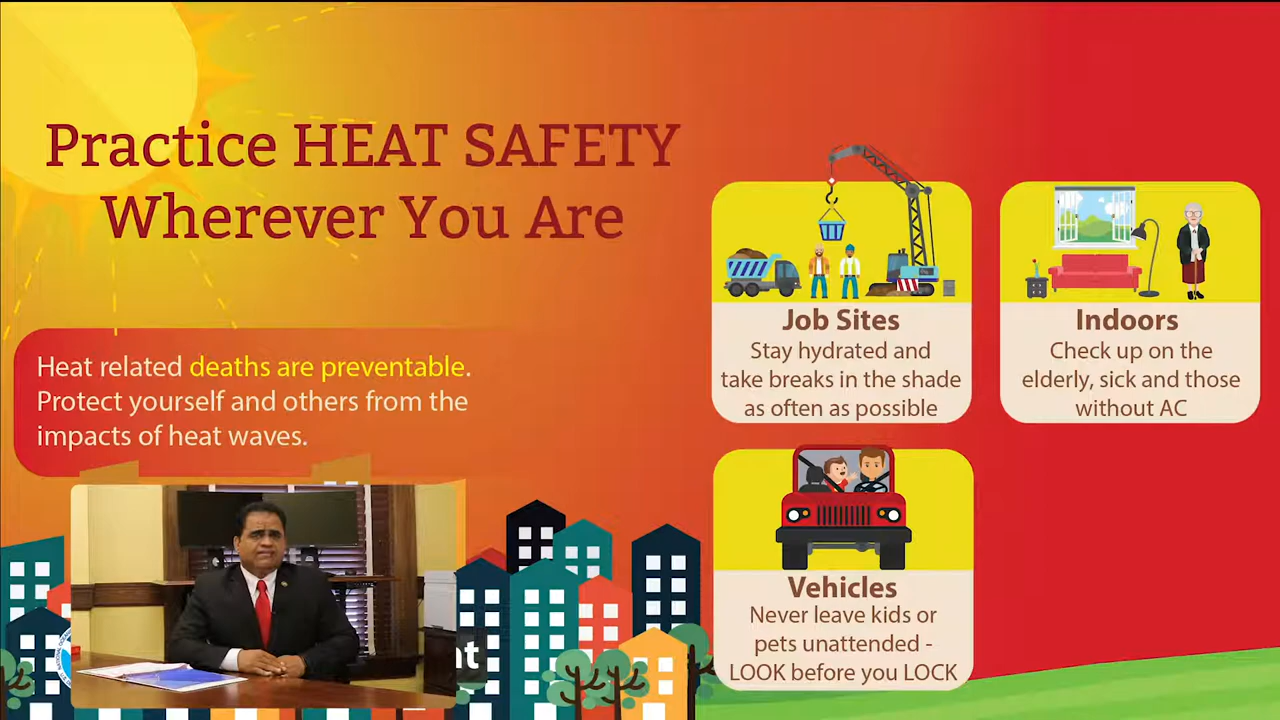 Practice HEAT SAFETY
Wherever You Are
Heat related deaths are preventable.
Protect yourself and others from the
impacts of heat waves.
Job Sites
Stay hydrated and
take breaks in the shade
as often as possible
Indoors
Check up on the
elderly, sick and those
without AC
Vehicles
Never leave kids or
pets unattended -
LOOK before you LOCK